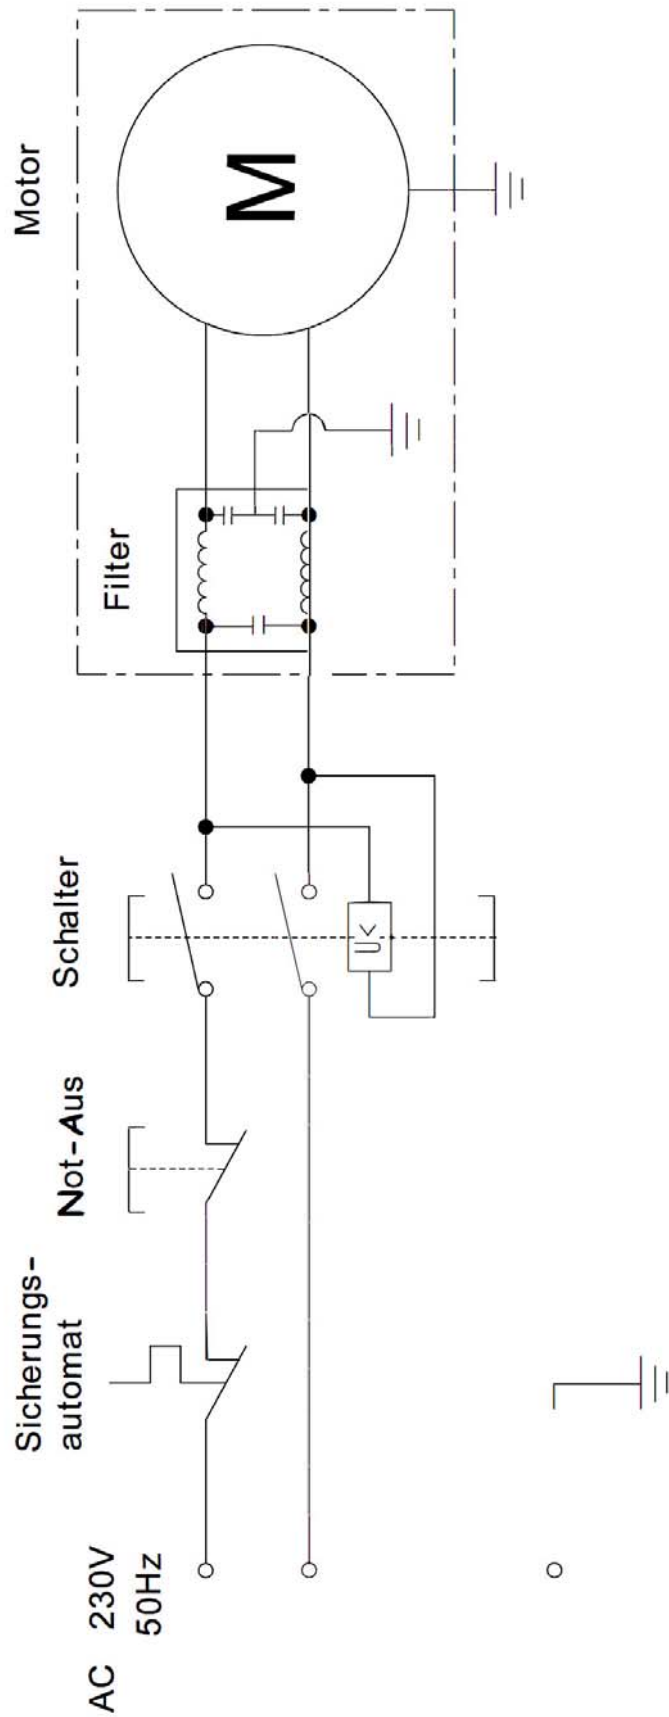 AC 230V
50Hz
Sicherungs-
automat
Not-Aus
Schalter
U<
Filter
Motor
M